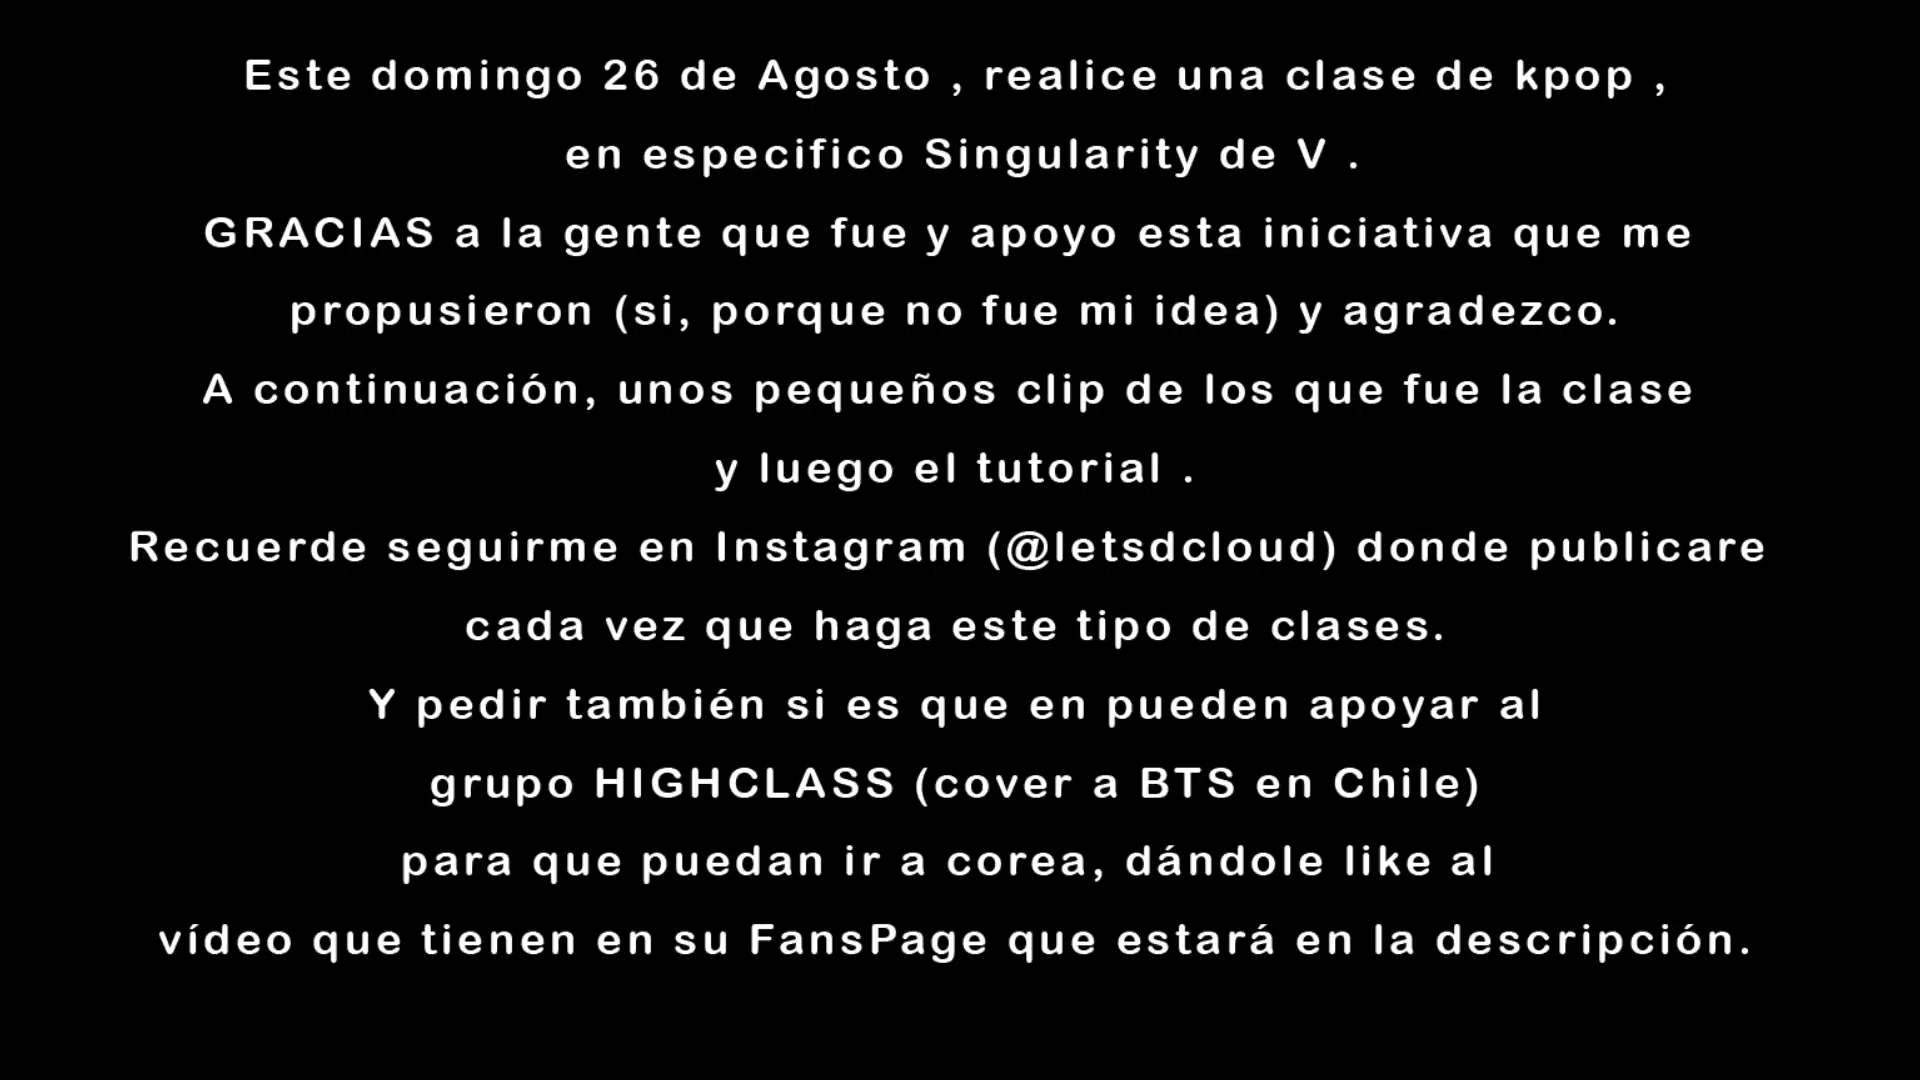 Este domingo 26 de Agosto , realice una clase de kpop ,
en especifico Singularity de V .
GRACIAS a la gente que fue y apoyo esta iniciativa que me
propusieron (si, porque no fue mi idea) y agradezco.
A continuación, unos pequeños clip de los que fue la clase
y luego el tutorial .
Recuerde seguirme en Instagram (@letsdcloud) donde publicare
cada vez que haga este tipo de clases.
Y pedir también si es que en pueden apoyar al
grupo HIGHCLASS (cover a BTS en Chile)
para que puedan ir a corea, dándole like al
vídeo que tienen en su FansPage que estará en la descripción.